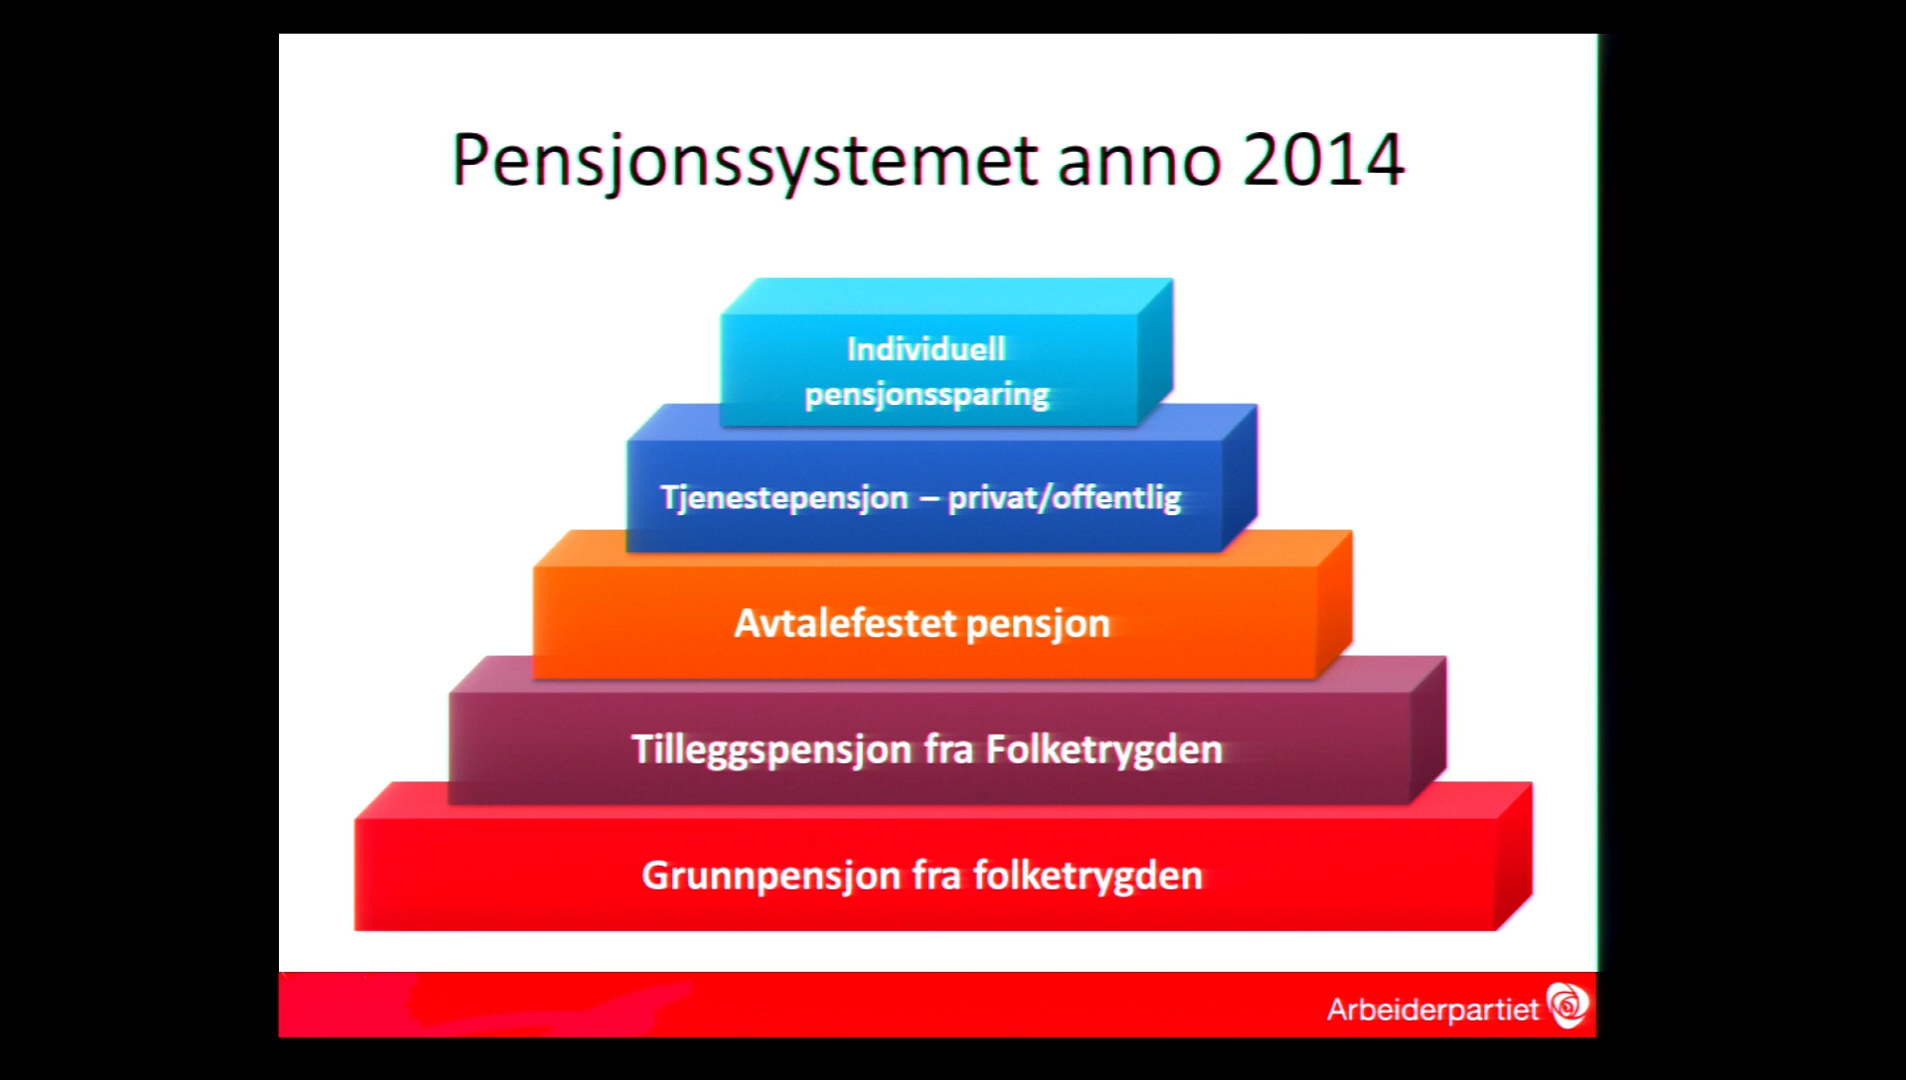 Pensjonssystemet anno 2014
Individuell
pensjonssparing
Tjenestepensjon – privat/offentlig
Avtalefestet pensjon
Tilleggspensjon fra Folketrygden
Grunnpensjon fra folketrygden
Arbeiderpartiet